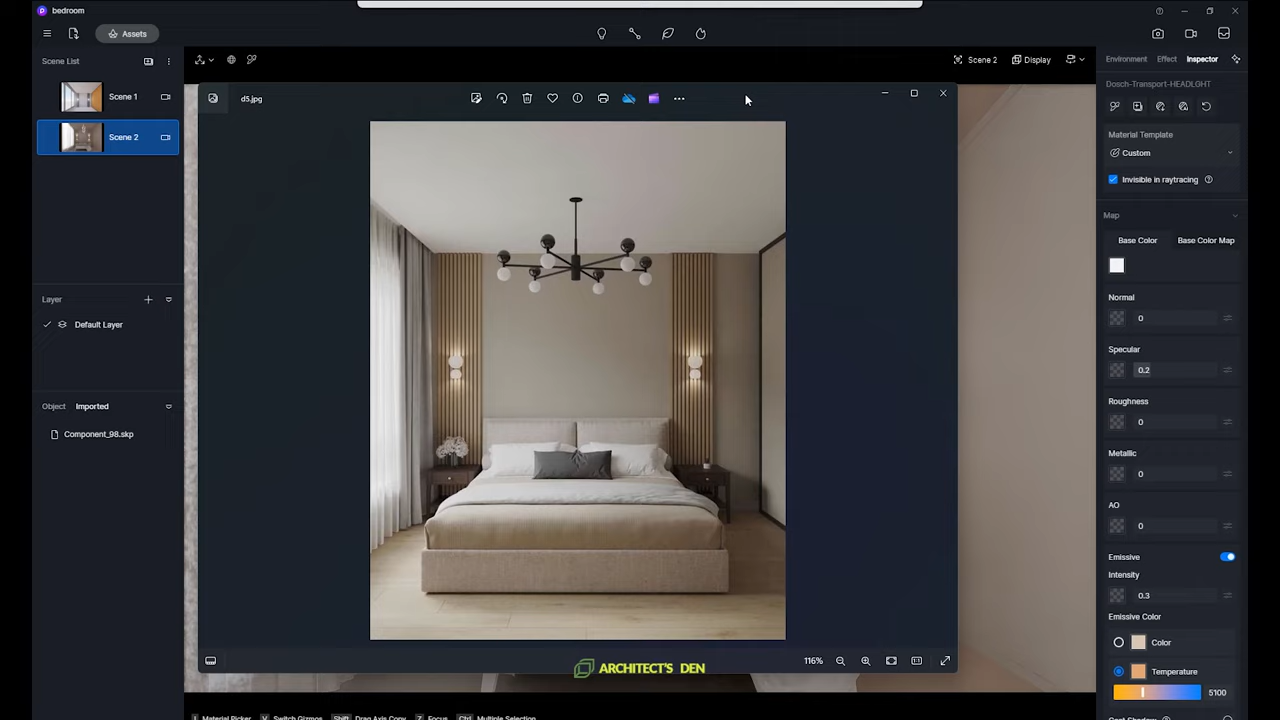 bedroom
Assets
Scene List
Scene 2
Display
Environment
Effect
Inspector
Dosch-Transport-HEADLGHT
Scene 1
Scene 2
d5.jpg
Material Template
Custom
Invisible in raytracing
Map
Base Color
Base Color Map
Normal
0
Specular
0.2
Roughness
0
Metallic
0
AO
0
Emissive
Intensity
0.3
Emissive Color
Color
Temperature
5100
Layer
Default Layer
Object
Imported
Component_98.skp
116%
ARCHITECT'S DEN
Material Picker
Switch Gizmos
Shift
Drag Axis Copy
Focus
Ctrl
Multiple Selection